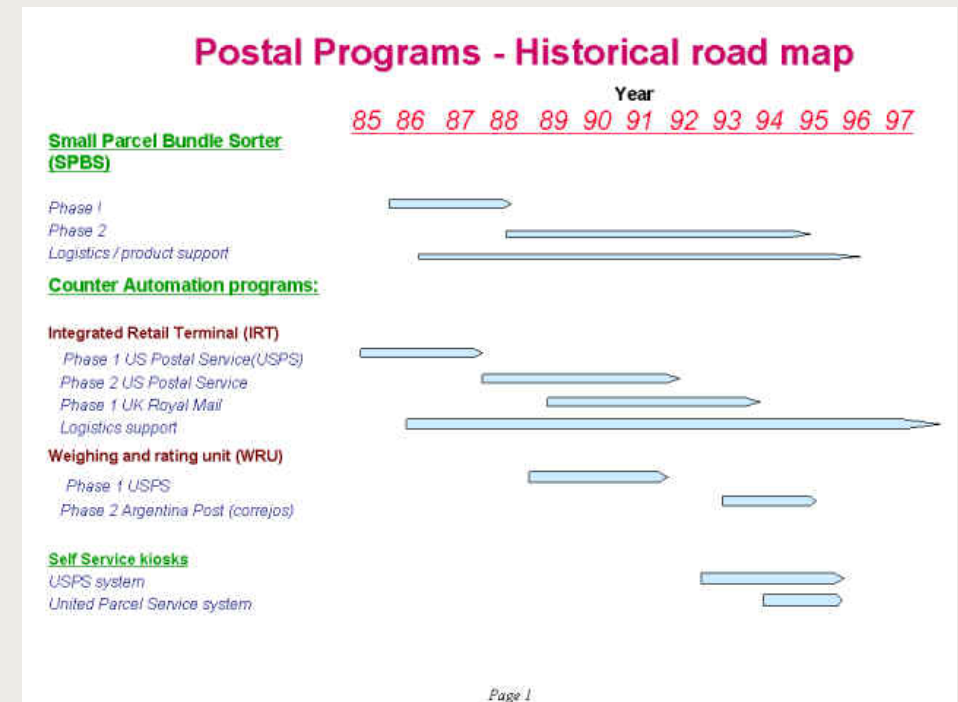 Postal Programs - Historical road map
Year
85 86 87 88 89 90 91 92 93 94 95 96 97
Small Parcel Bundle Sorter
(SPBS)
Phase I
Phase 2
Logistics / product support
Counter Automation programs:
Integrated Retail Terminal (IRT)
Phase 1 US Postal Service(USPS)
Phase 2 US Postal Service
Phase 1 UK Royal Mail
Logistics support
Weighing and rating unit (WRU)
Phase 1 USPS
Phase 2 Argentina Post (correjos)
Self Service kiosks
USPS system
United Parcel Service system
Page 1